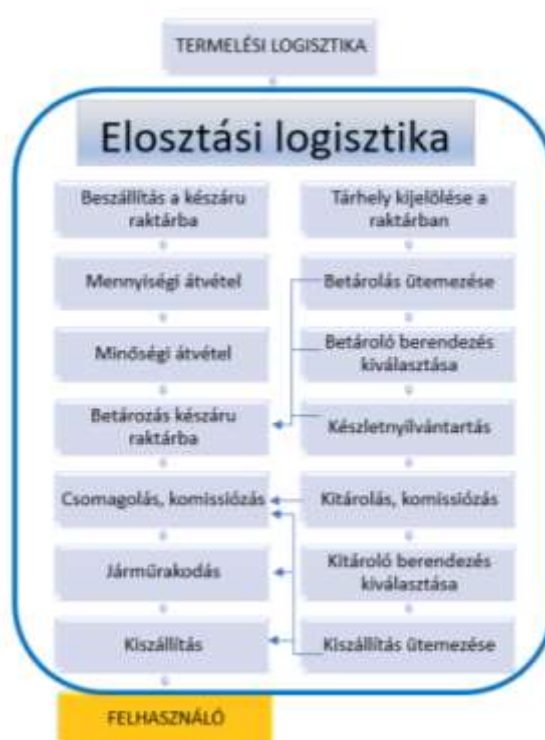 TERMELÉSI LOGISZTIKA
Elosztási logisztika
Beszállítás a készáru
raktárba
Mennyiségi átvétel
Minőségi átvétel
Betározás készáru
raktárba
Csomagolás, komissiózás
Járműrakodás
Kiszállítás
Tárhely kijelölése a
raktárban
Betárolás ütemezése
Betároló berendezés
kiválasztása
Készletnyilvántartás
Kitárolás, komissiózás
Kitároló berendezés
kiválasztása
Kiszállítás ütemezése
FELHASZNÁLÓ